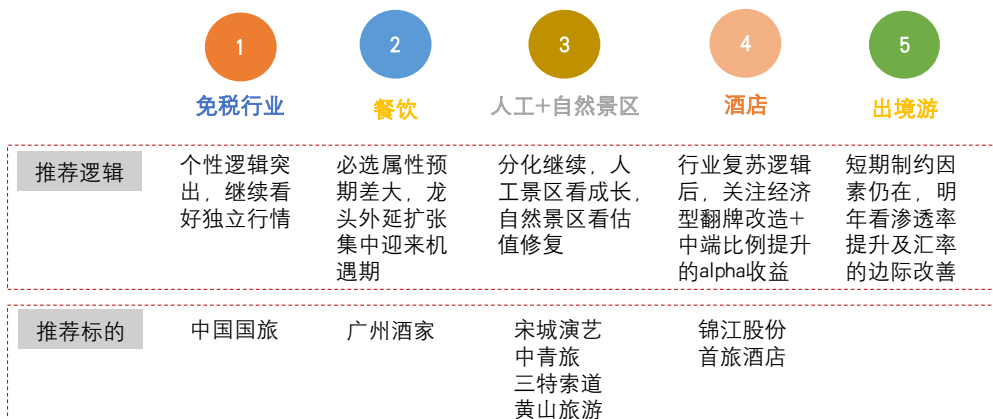 1
2
3
4
5
免税行业
餐饮
人工+自然景区
酒店
出境游
推荐逻辑
个性逻辑突
出，继续看
好独立行情
必选属性预
期差大，龙
头外延扩张
集中迎来机
遇期
分化继续，人
工景区看成长，
自然景区看估
值修复
行业复苏逻辑
后，关注经济
型翻牌改造+
中端比例提升
的alpha收益
短期制约因
素仍在，明
年看渗透率
提升及汇率
的边际改善
推荐标的
中国国旅
广州酒家
宋城演艺
中青旅
三特索道
黄山旅游
锦江股份
首旅酒店